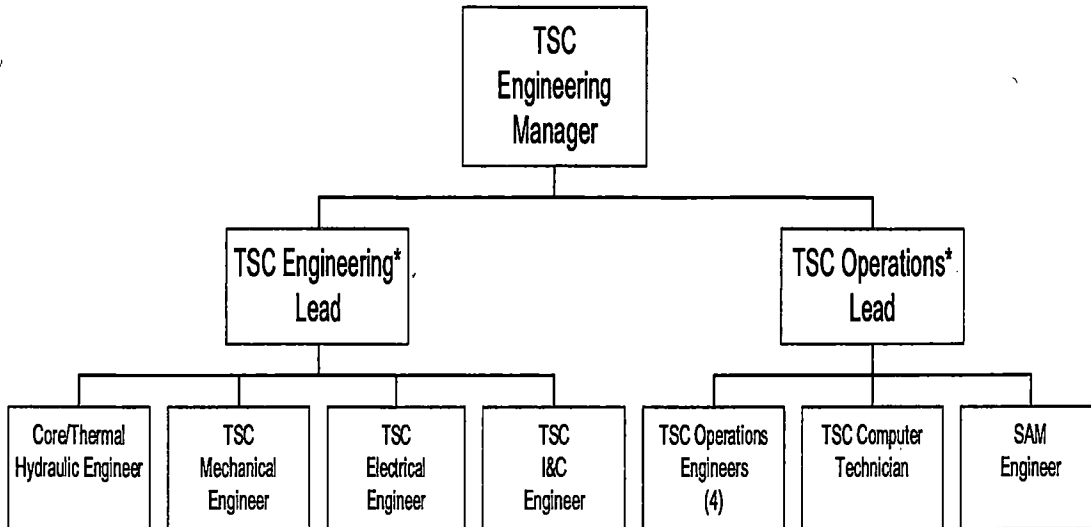 TSC
Engineering
Manager
TSC Engineering*
Lead
TSC Operations*
Lead
Core/Thermal
Hydraulic Engineer
TSC
Mechanical
Engineer
TSC
Electrical
Engineer
TSC
I&C
Engineer
TSC Operations
Engineers
(4)
TSC Computer
Technician
SAM
Engineer